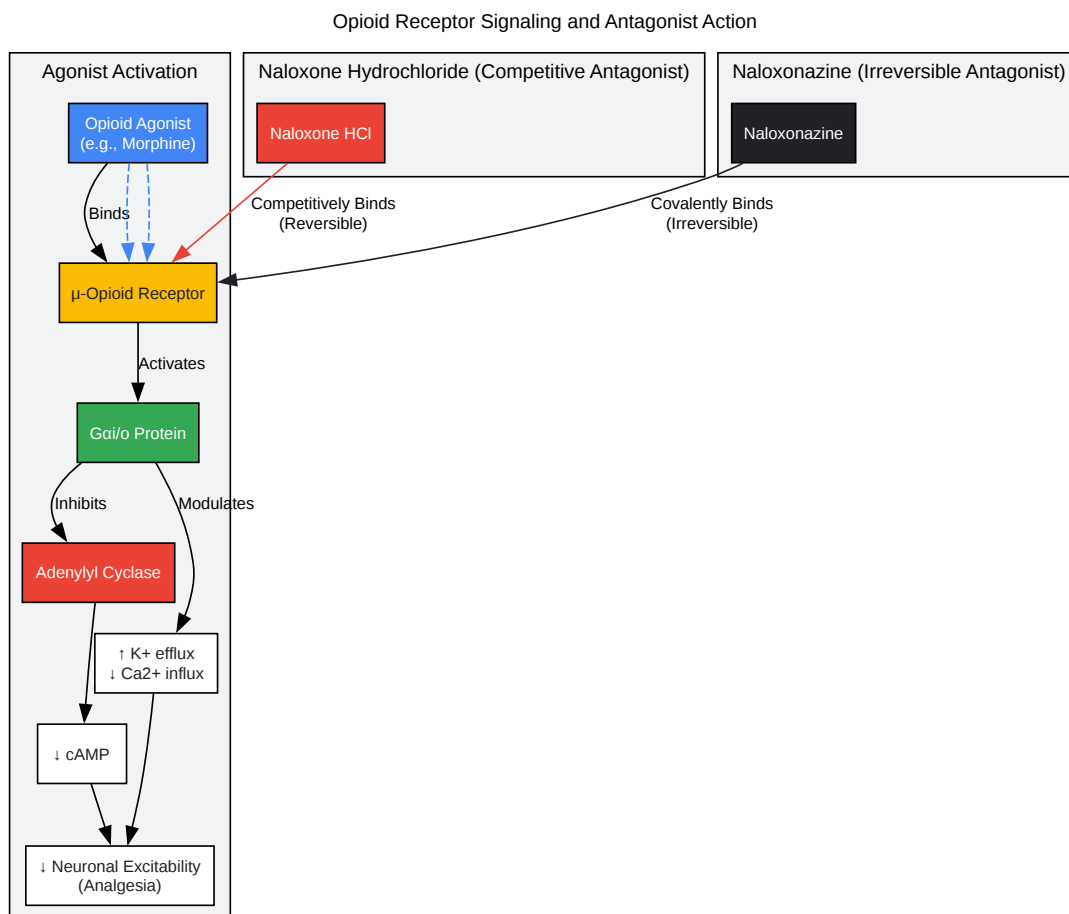 Opioid Receptor Signaling and Antagonist Action
Agonist Activation
Naloxone Hydrochloride (Competitive Antagonist)
Naloxonazine (Irreversible Antagonist)
Opioid Agonist
(e.g., Morphine)
Naloxone HCl
Naloxonazine
Binds
Competitively Binds
(Reversible)
Covalently Binds
(Irreversible)
μ-Opioid Receptor
Activates
Gαi/o Protein
Inhibits
Modulates
Adenylyl Cyclase
↑ K+ efflux
↓ Ca2+ influx
↓ cAMP
↓ Neuronal Excitability
(Analgesia)